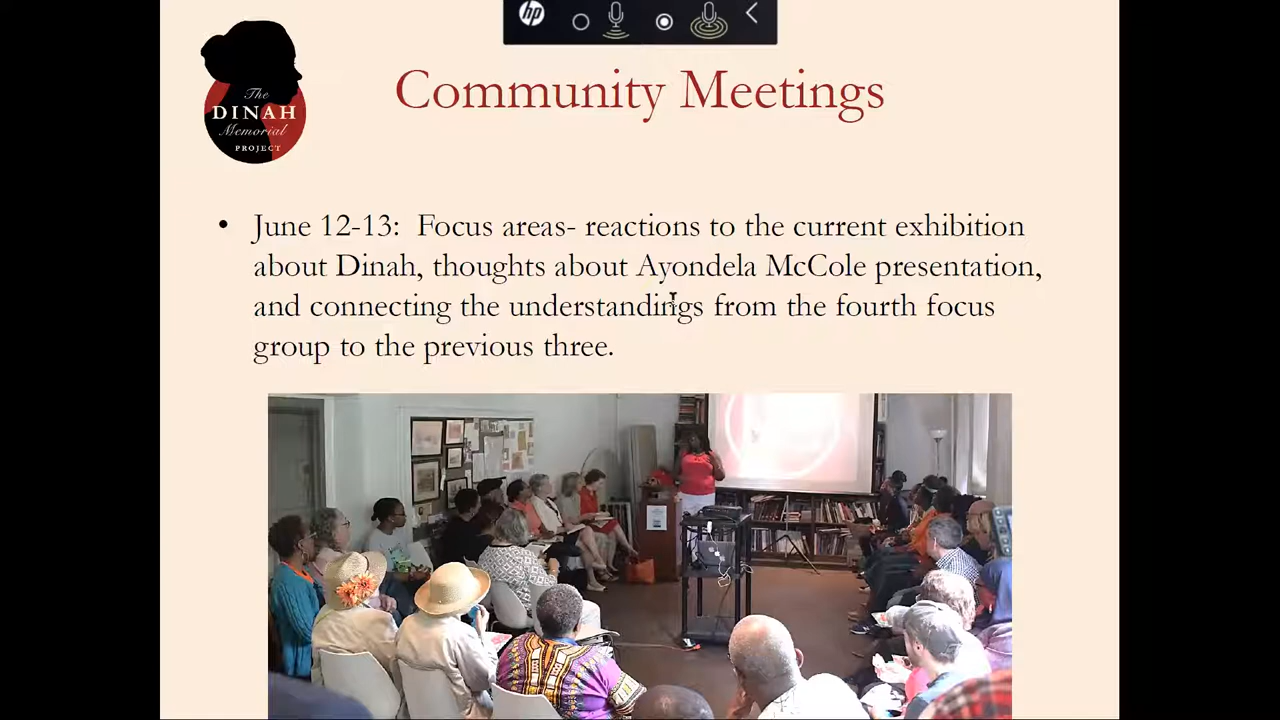 hp
The
DINAH
Memorial
PROJECT
Community Meetings
• June 12-13:  Focus areas- reactions to the current exhibition
about Dinah, thoughts about Ayondela McCole presentation,
and connecting the understandings from the fourth focus
group to the previous three.